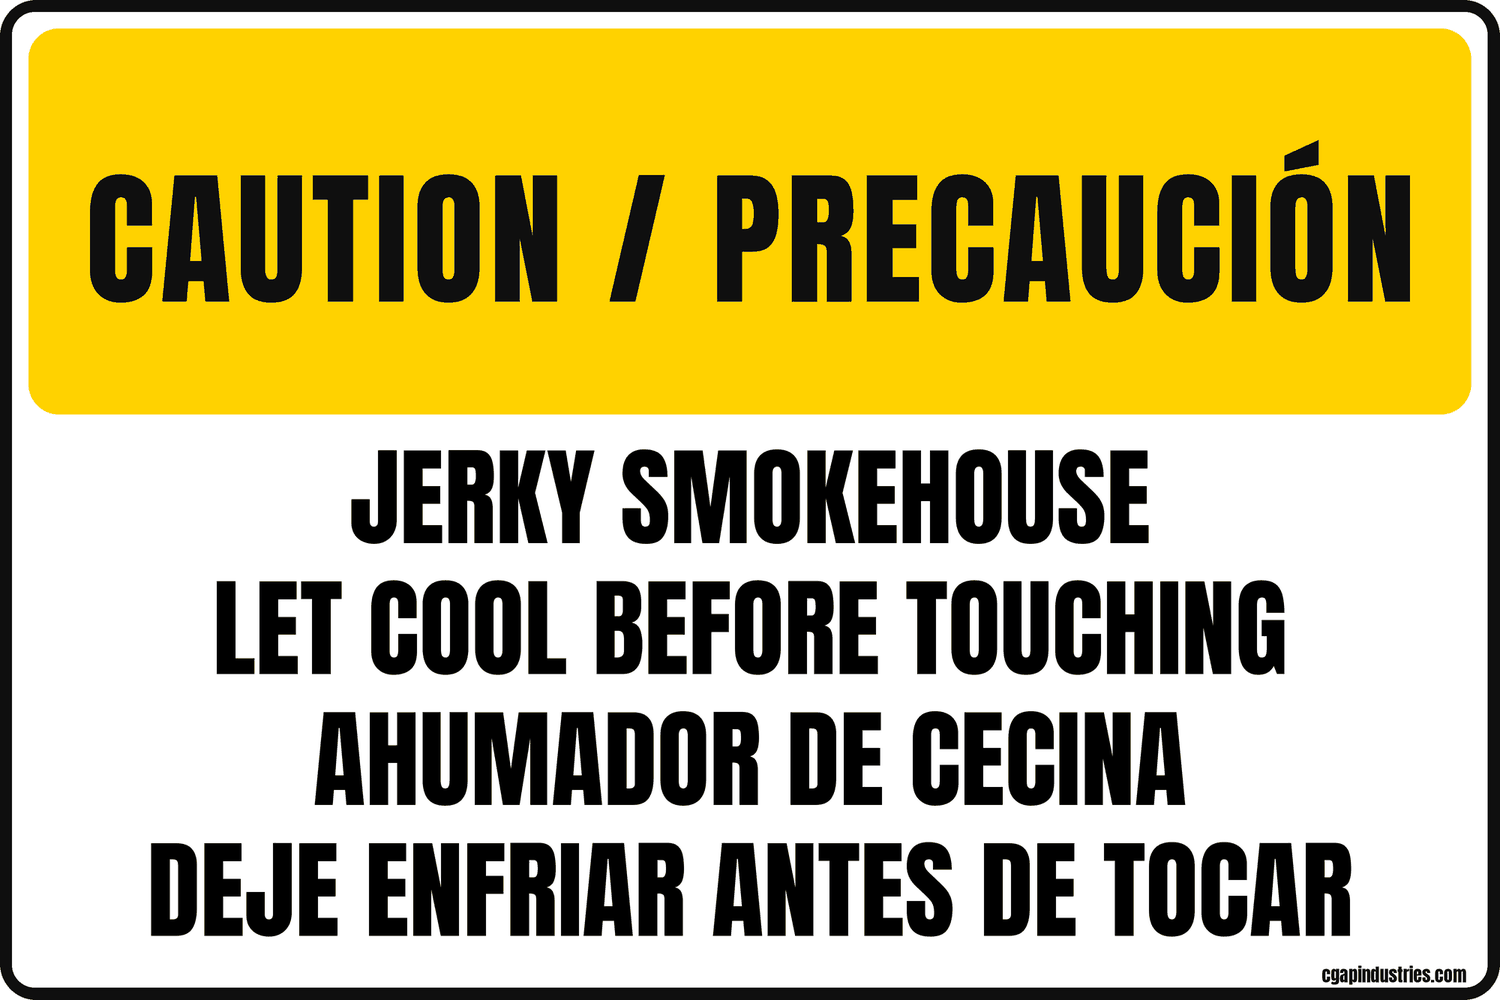 CAUTION / PRECAUCIÓN
JERKY SMOKEHOUSE
LET COOL BEFORE TOUCHING
AHUMADOR DE CECINA
DEJE ENFRIAR ANTES DE TOCAR
cgapindustries.com